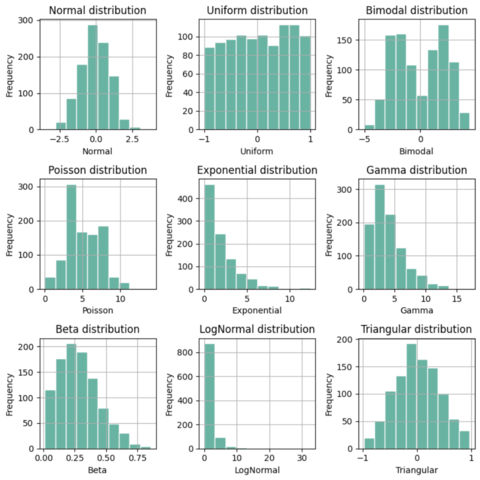 Normal distribution
300
200
100
0
Frequency
−2.5 0.0 2.5
Normal
Uniform distribution
100
80
60
40
20
0
Frequency
−1 0 1
Uniform
Bimodal distribution
150
100
50
0
Frequency
−5 0
Bimodal
Poisson distribution
300
200
100
0
Frequency
0 5 10
Poisson
Exponential distribution
400
300
200
100
0
Frequency
0 5 10
Exponential
Gamma distribution
300
200
100
0
Frequency
0 5 10 15
Gamma
Beta distribution
200
150
100
50
0
Frequency
0.00 0.25 0.50 0.75
Beta
LogNormal distribution
800
600
400
200
0
Frequency
0 10 20 30
LogNormal
Triangular distribution
200
150
100
50
0
Frequency
−1 0 1
Triangular